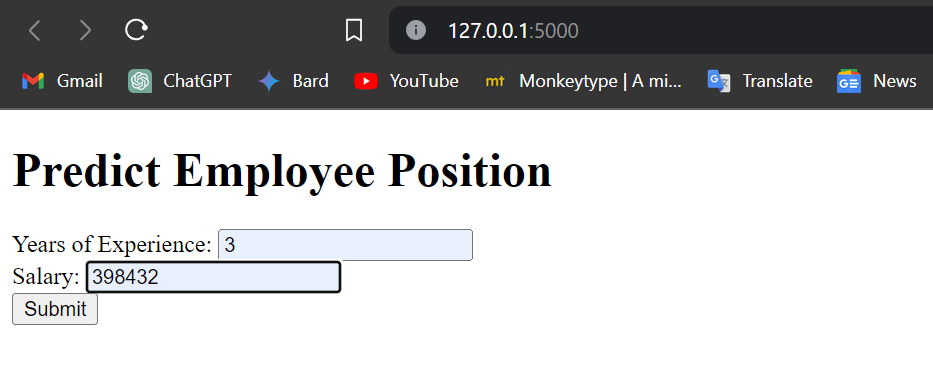 127.0.0.1:5000
Gmail ChatGPT Bard YouTube mt Monkeytype | A mi... G Translate GE News
Predict Employee Position
Years of Experience: 3
Salary: 398432
Submit